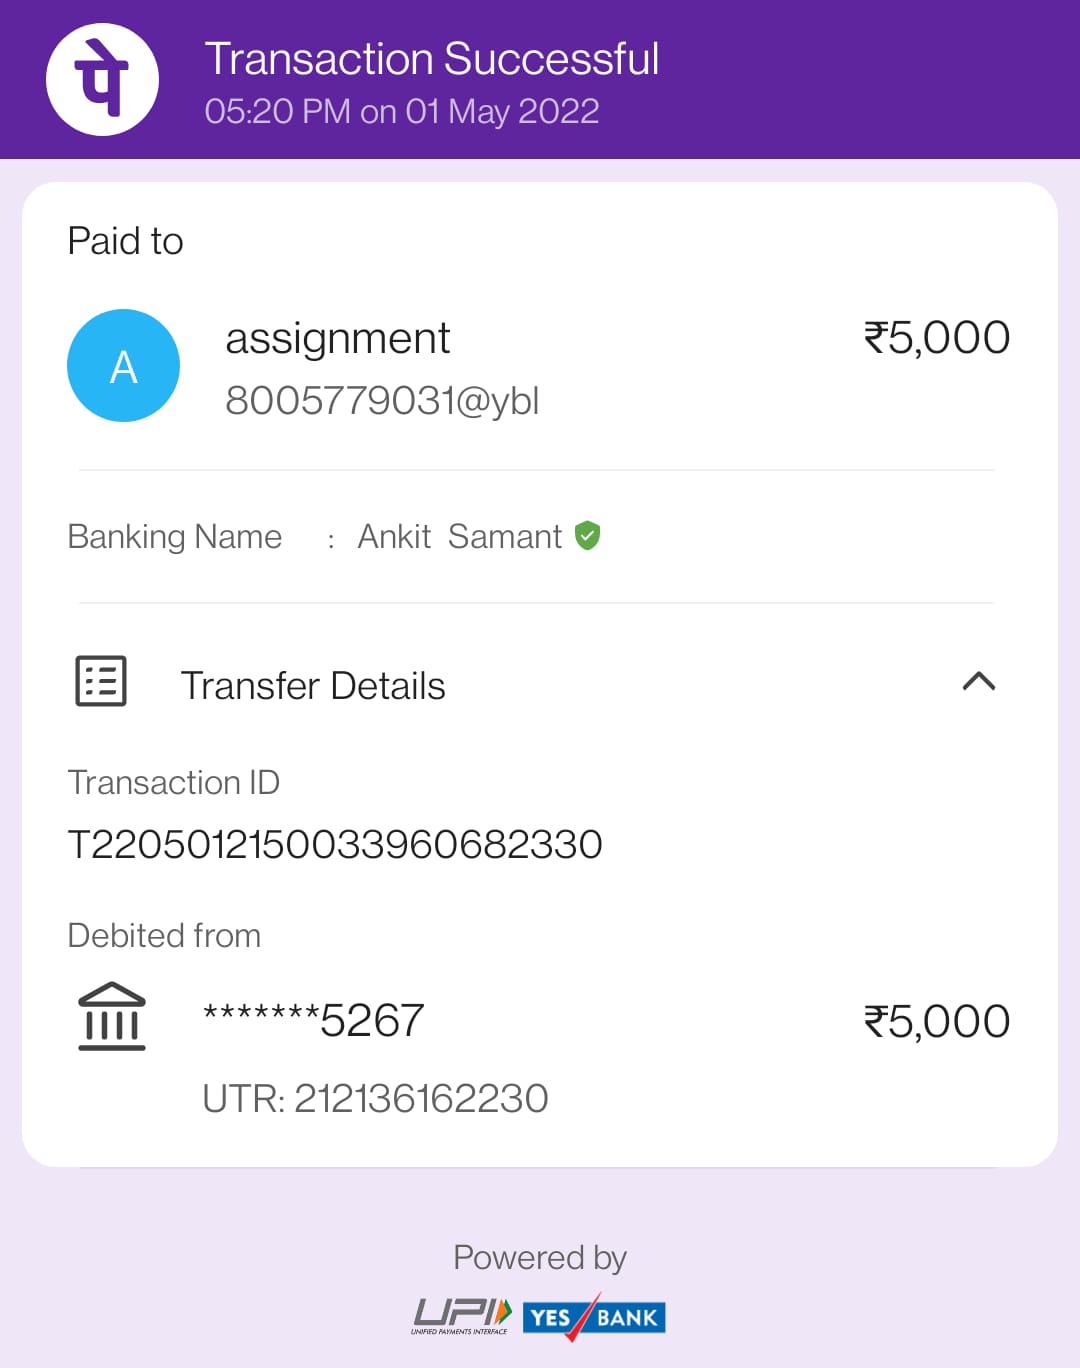 पे
Transaction Successful
05:20 PM on 01 May 2022
Paid to
A
assignment
₹5,000
8005779031@ybl
Banking Name : Ankit Samant
Transfer Details
Transaction ID
T2205012150033960682330
Debited from
*******5267
₹5,000
UTR: 212136162230
Powered by
UPI
UNIFIED PAYMENTS INTERFACE
YES BANK